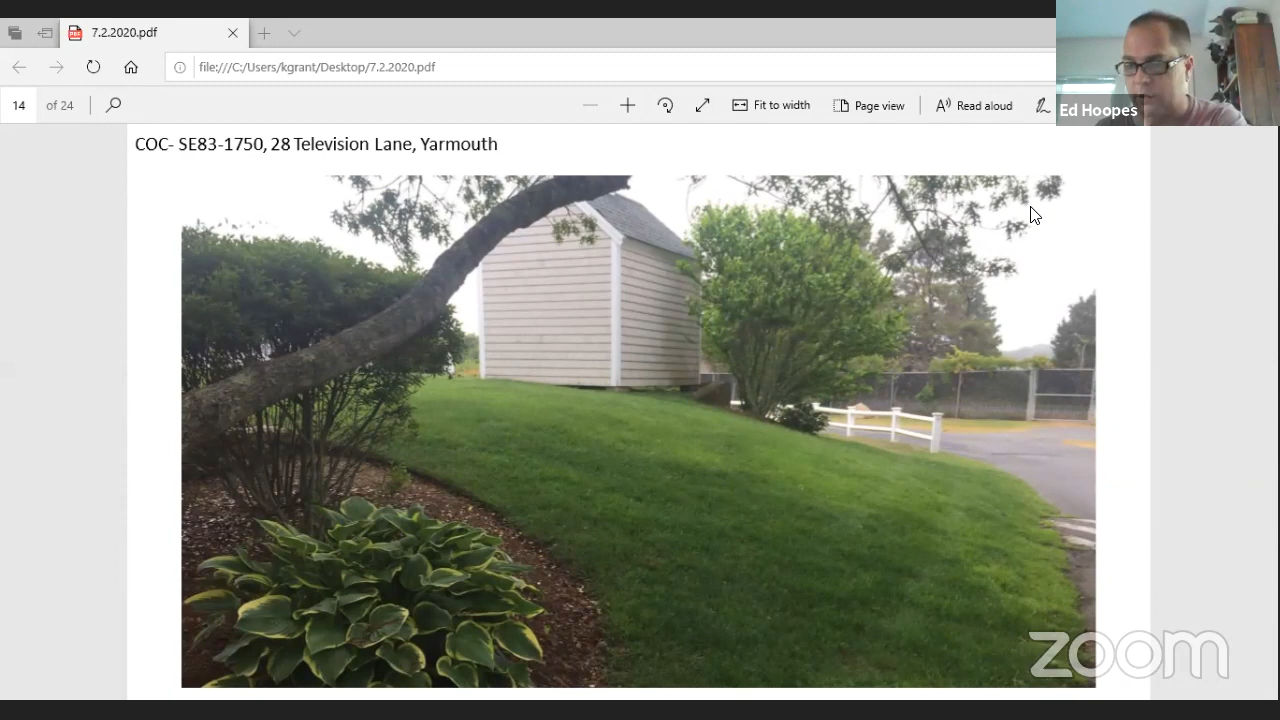 7.2.2020.pdf
file:///C:/Users/kgrant/Desktop/7.2.2020.pdf
14 of 24
Fit to width
Page view
Read aloud
Ed Hoopes
COC- SE83-1750, 28 Television Lane, Yarmouth
zoom